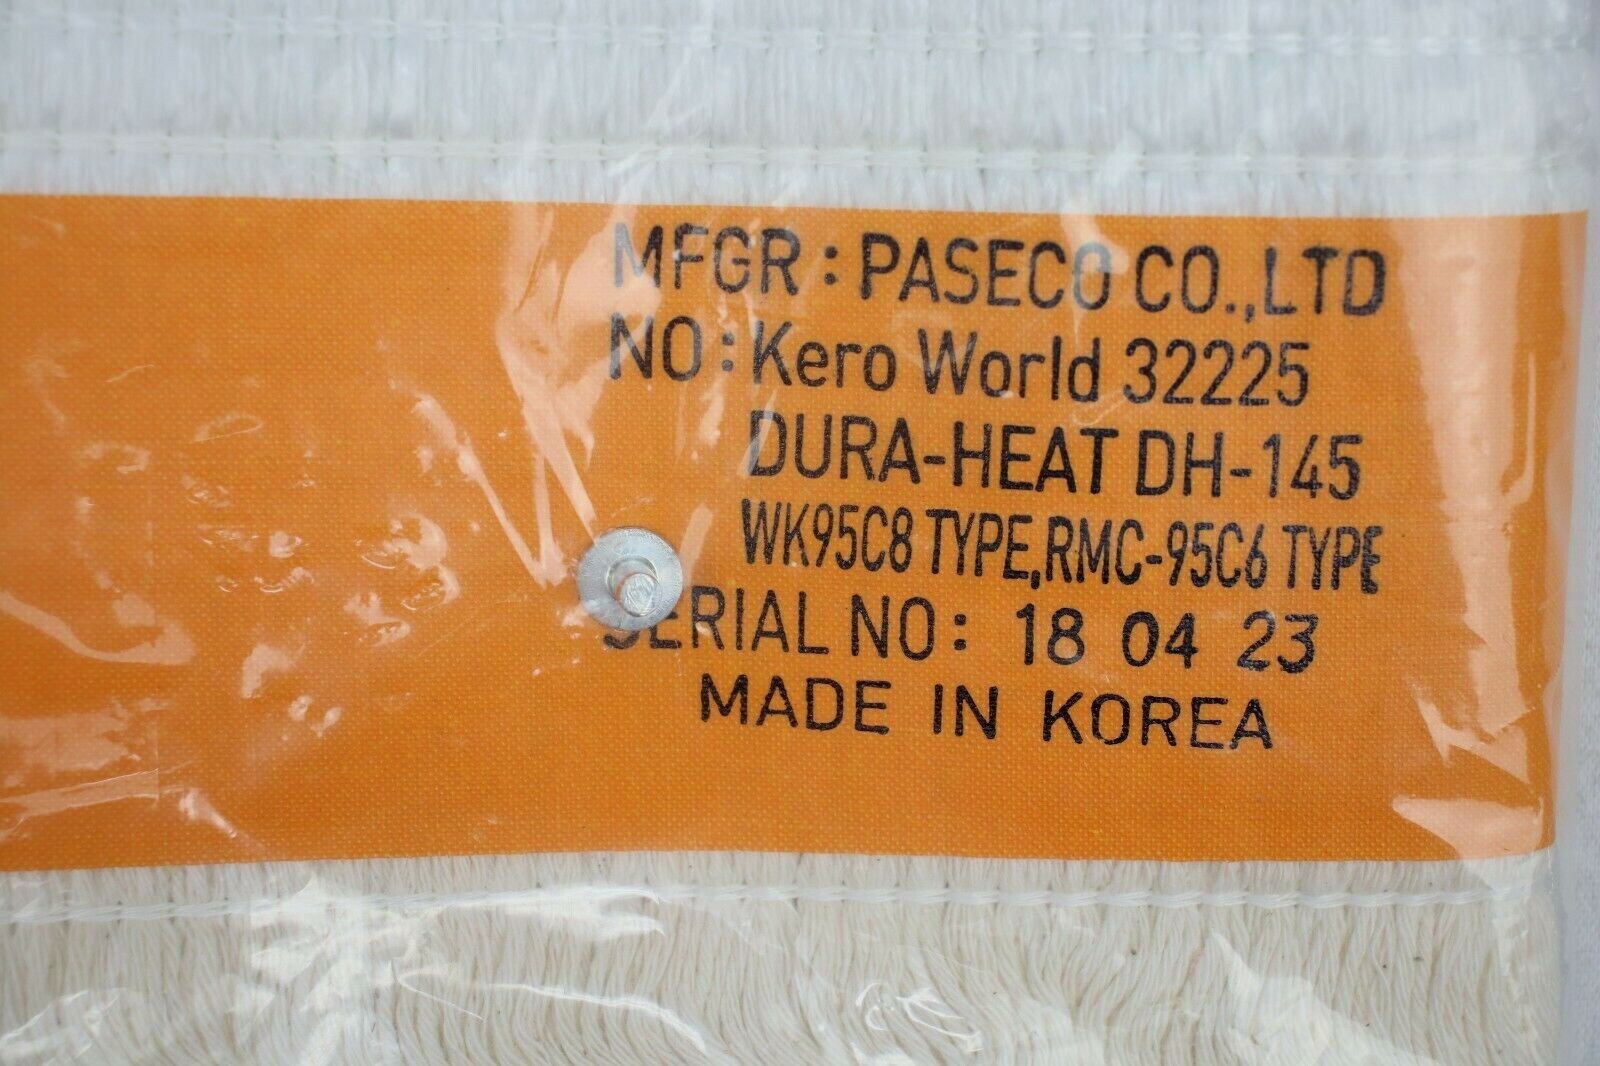 MFGR : PASECO CO.,LTD
NO : Kero World 32225
DURA-HEAT DH-145
WK95C8 TYPE,RMC-95C6 TYPE
SERIAL NO : 18 04 23
MADE IN KOREA